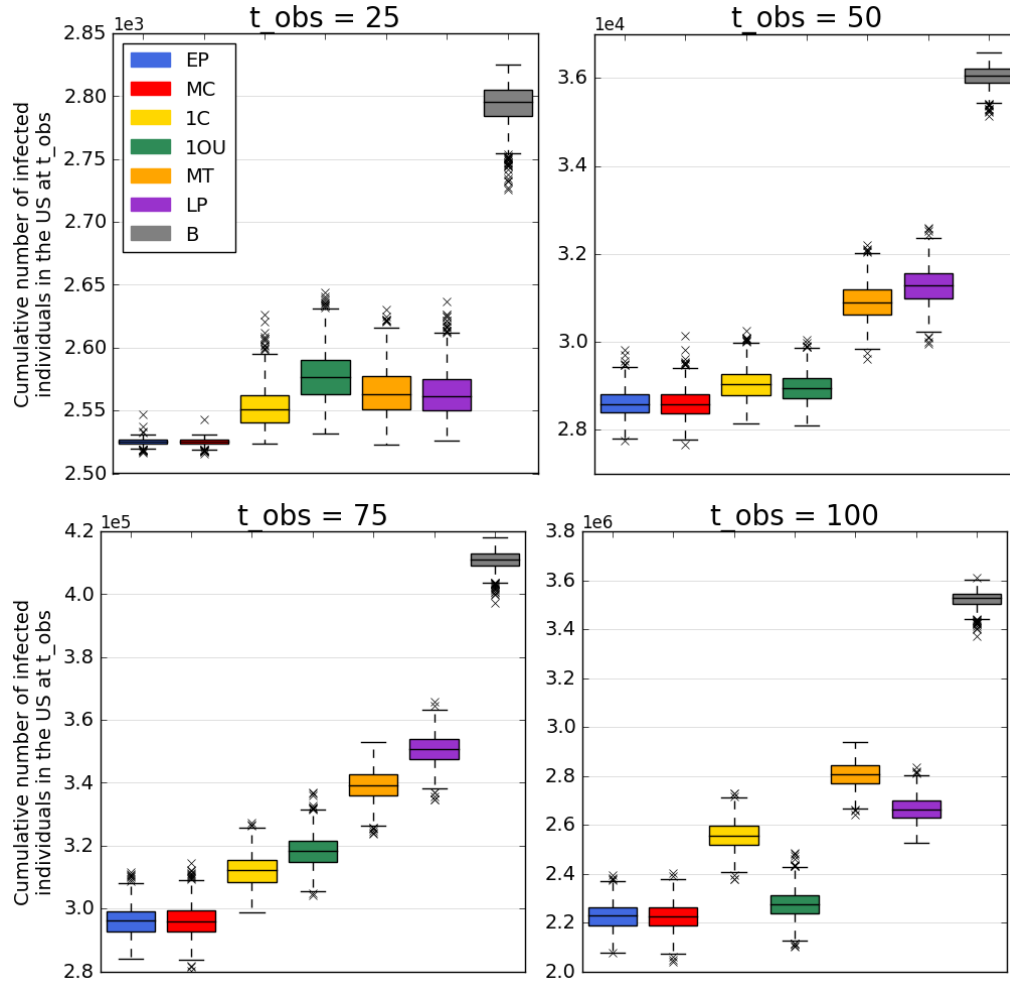 t_obs = 25
1e3
2.85
2.80
2.75
2.70
2.65
2.60
2.55
2.50
Cumulative number of infected
individuals in the US at t_obs
EP
MC
1C
1OU
MT
LP
B
t_obs = 50
1e4
3.6
3.2
3.0
2.8
t_obs = 75
1e5
4.2
4.0
3.8
3.6
3.4
3.2
3.0
2.8
Cumulative number of infected
individuals in the US at t_obs
t_obs = 100
1e6
3.8
3.6
3.4
3.2
3.0
2.8
2.6
2.4
2.2
2.0